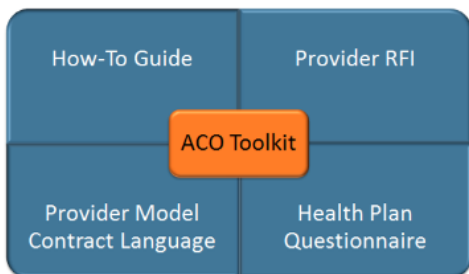 How-To Guide
Provider RFI
ACO Toolkit
Provider Model
Contract Language
Health Plan
Questionnaire